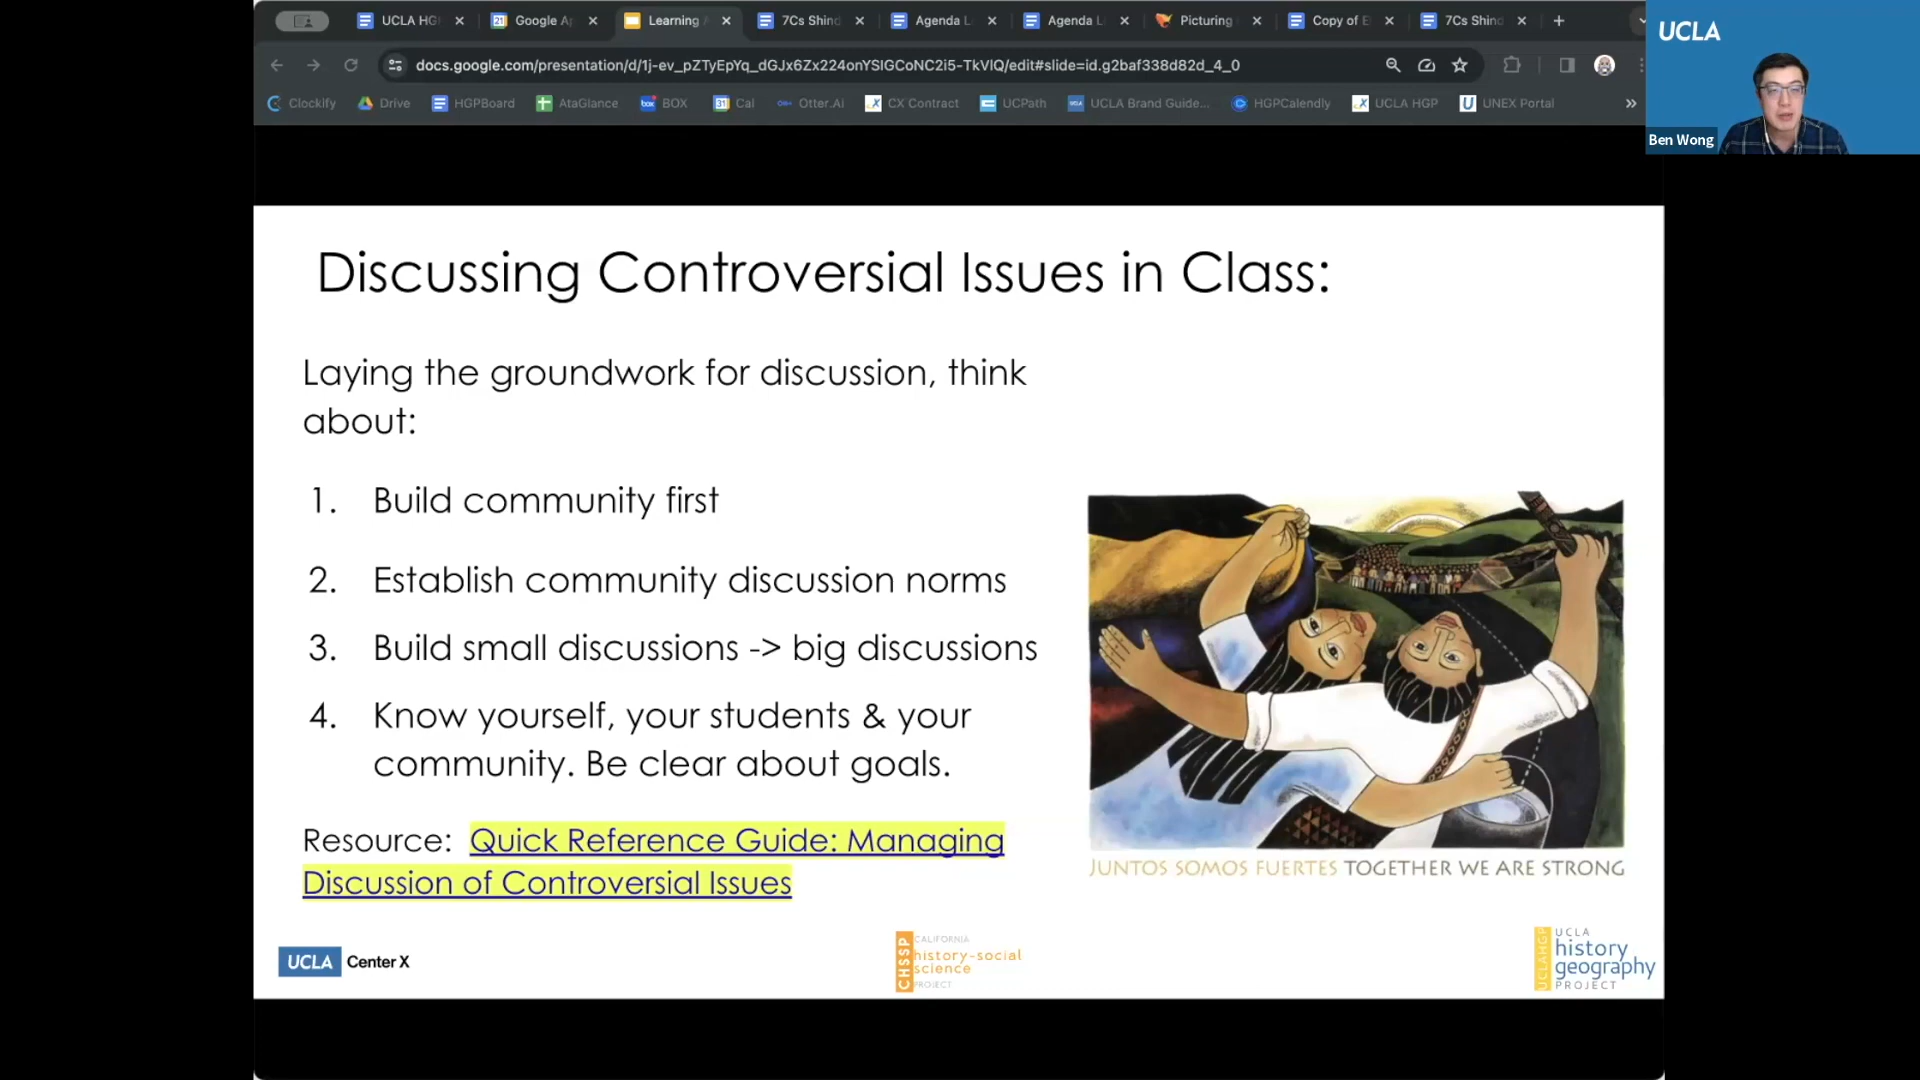 UCLA HG
Google A
Learning
7Cs Shind
Agenda L
Agenda L
Picturing
Copy of E
7Cs Shind
docs.google.com/presentation/d/1j-ev_pZTyEpYq_dGJx6Zx224onYSIGCoNC2i5-TkVIQ/edit#slide=id.g2baf338d82d_4_0
Clockify
Drive
HGPBoard
AtaGlance
BOX
Cal
Otter.AI
CX Contract
UCPath
UCLA Brand Guide...
HGPCalendly
UCLA HGP
UNEX Portal
UCLA
Ben Wong
Discussing Controversial Issues in Class:
Laying the groundwork for discussion, think
about:
1. Build community first
2. Establish community discussion norms
3. Build small discussions -> big discussions
4. Know yourself, your students & your
community. Be clear about goals.
Resource: Quick Reference Guide: Managing
Discussion of Controversial Issues
JUNTOS SOMOS FUERTES TOGETHER WE ARE STRONG
UCLA Center X
CHSSP
CALIFORNIA
history-social
science
PROJECT
UCLAHGP
UCLA
history
geography
PROJECT